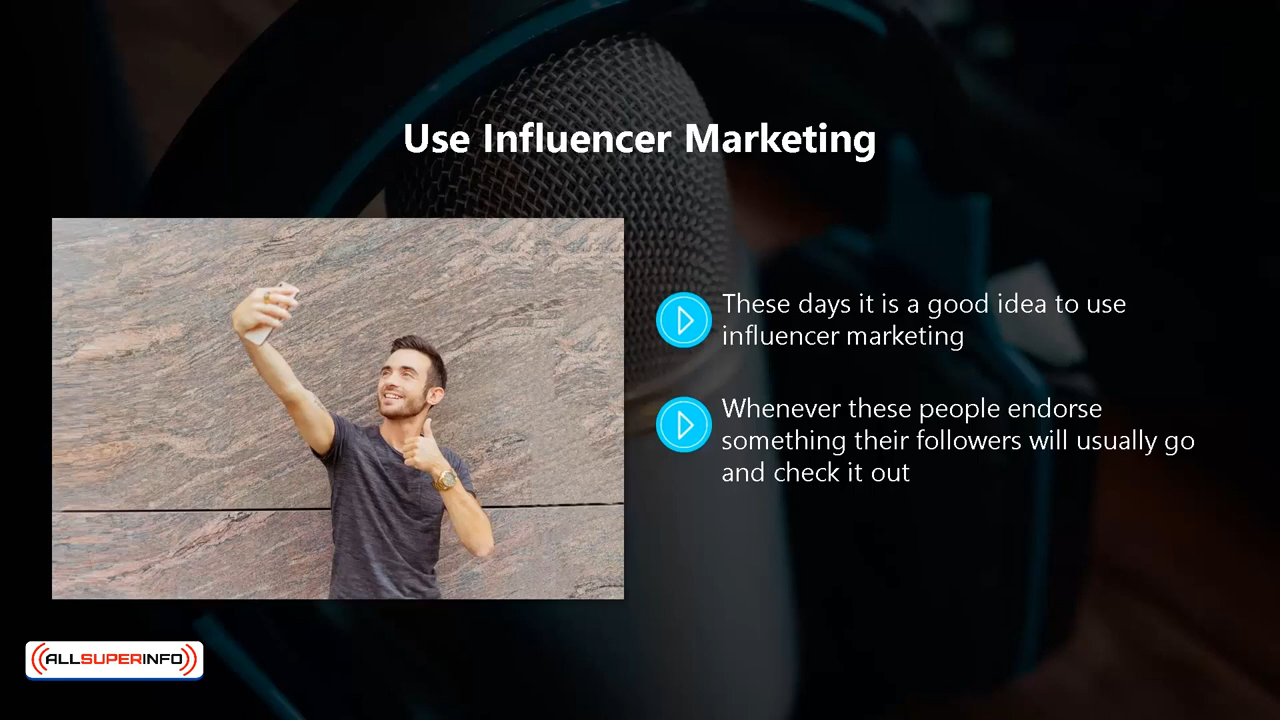 Use Influencer Marketing
These days it is a good idea to use
influencer marketing
Whenever these people endorse
something their followers will usually go
and check it out
ALLSUPERINFO